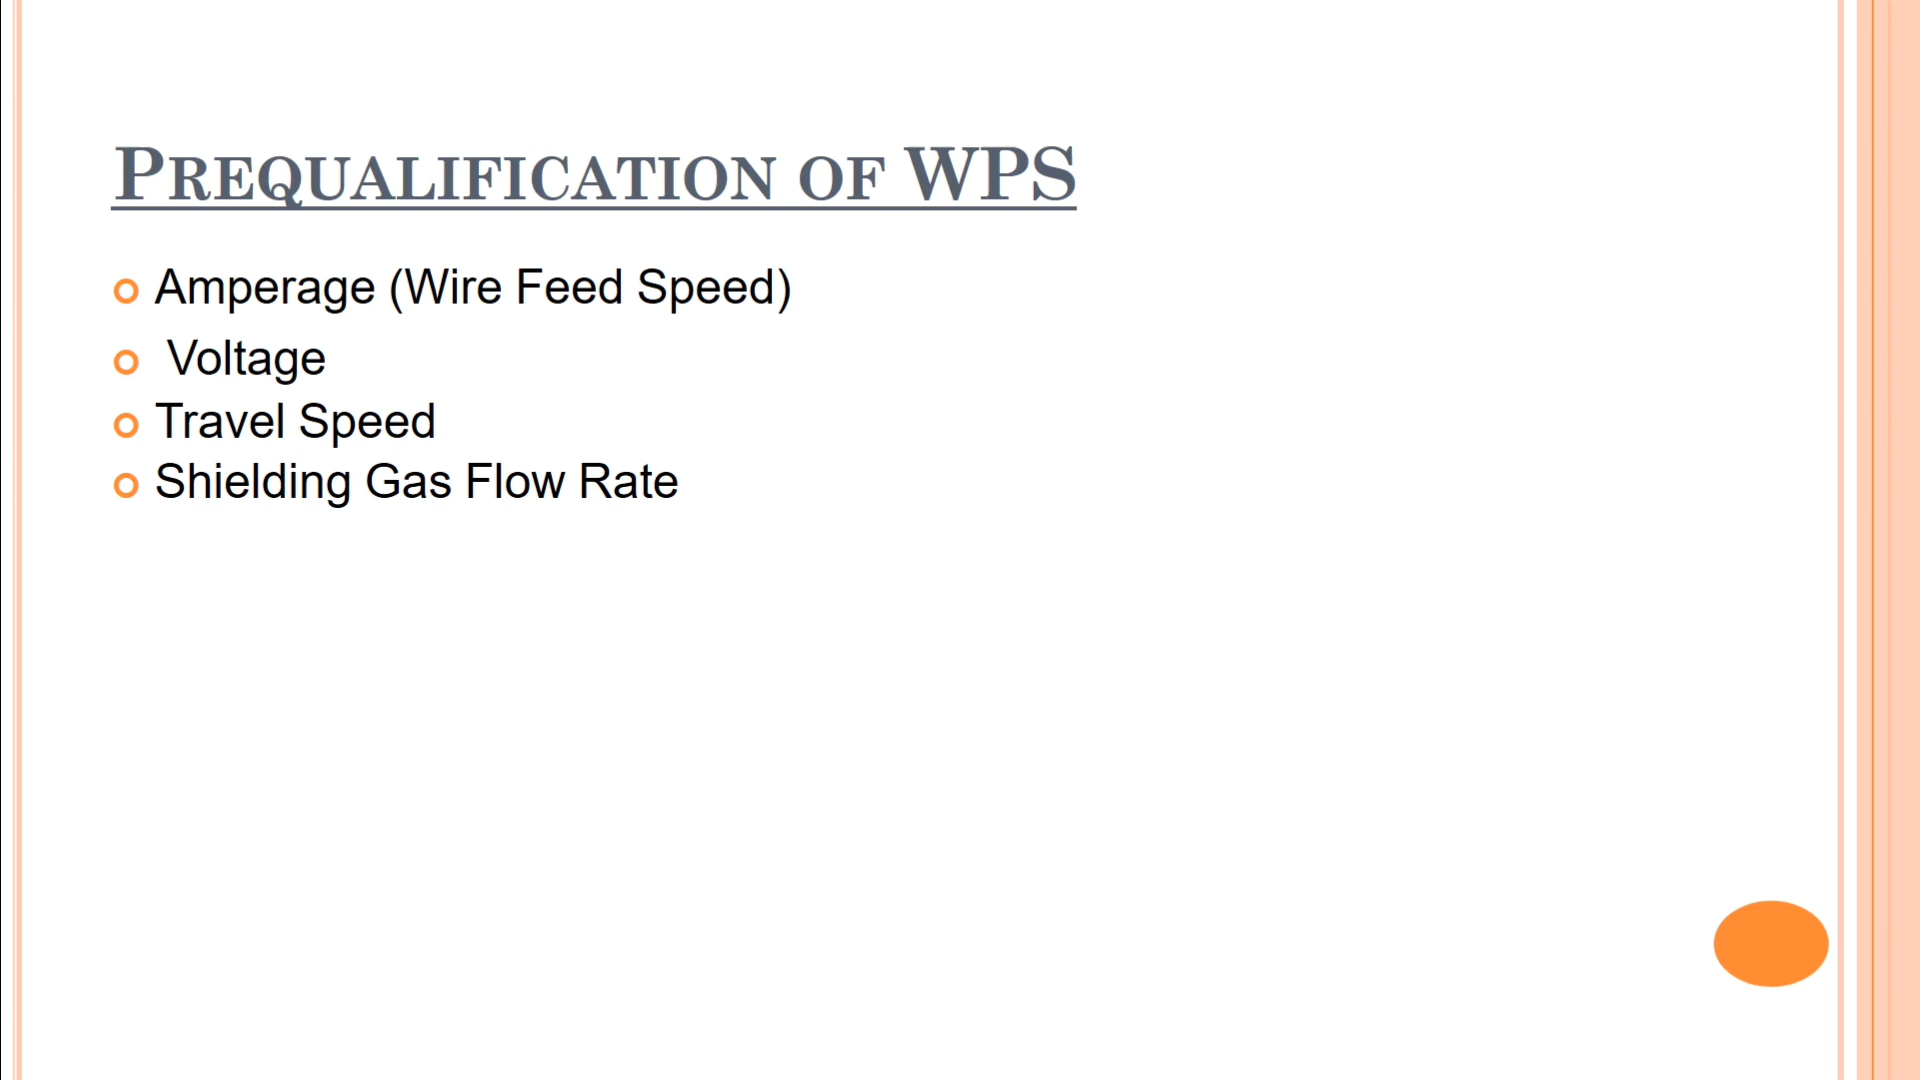 Prequalification of WPS
Amperage (Wire Feed Speed)
Voltage
Travel Speed
Shielding Gas Flow Rate